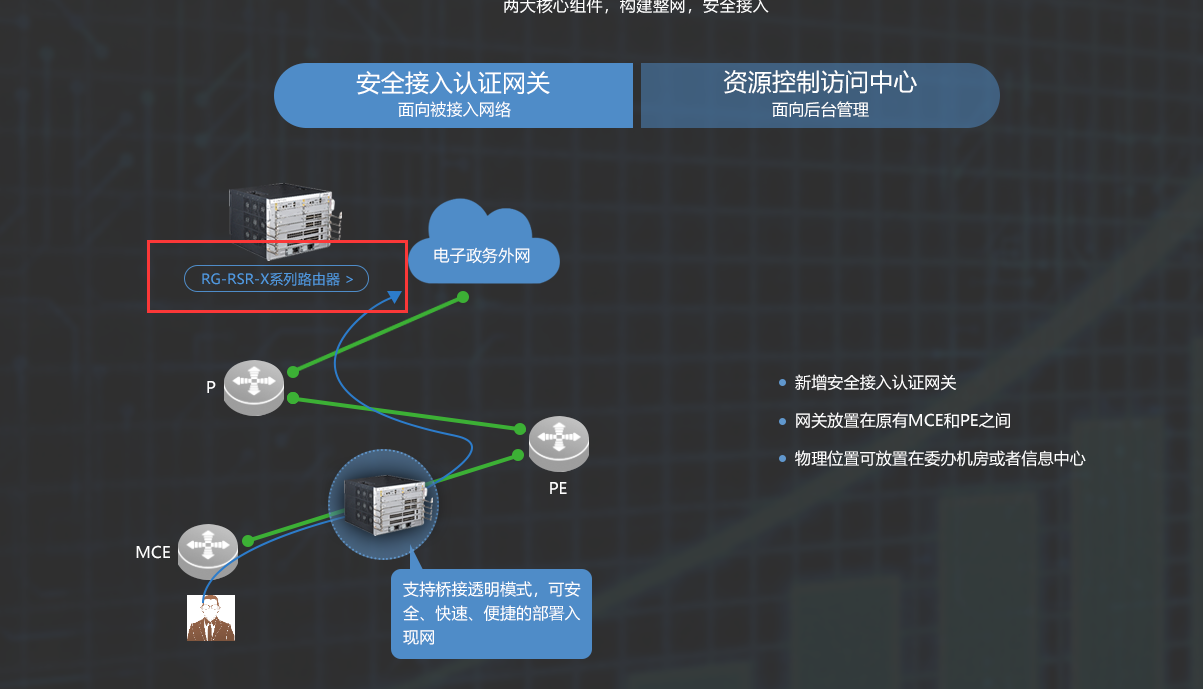 两大核心组件，构建整网，安全接入
安全接入认证网关
面向被接入网络
资源控制访问中心
面向后台管理
电子政务外网
RG-RSR-X系列路由器 >
P
新增安全接入认证网关
网关放置在原有MCE和PE之间
物理位置可放置在委办机房或者信息中心
PE
MCE
支持桥接透明模式，可安
全、快速、便捷的部署入
现网